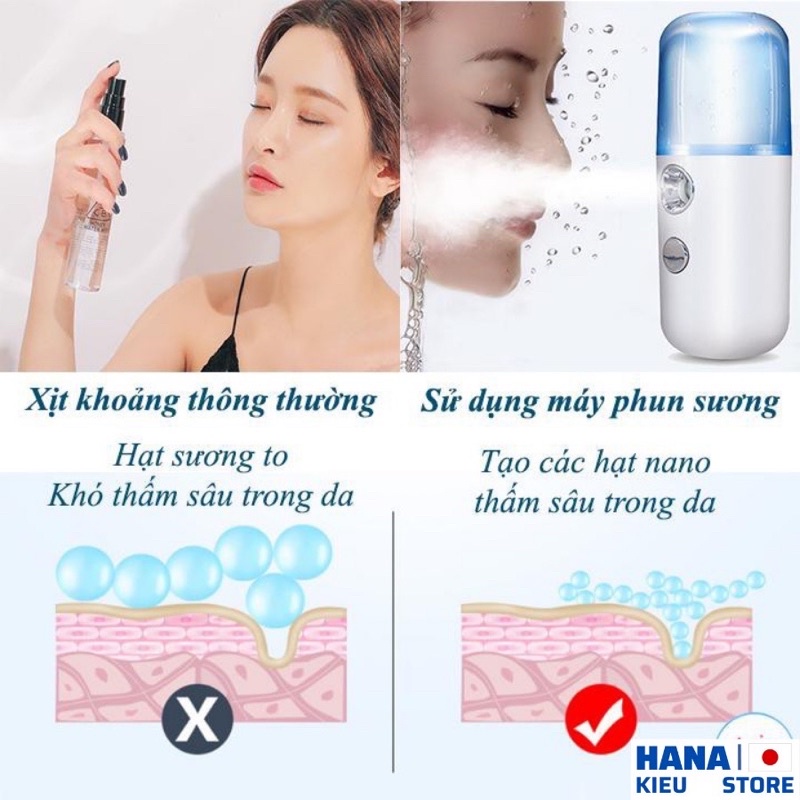 Xịt khoảng thông thường
Hạt sương to
Khó thấm sâu trong da
Sử dụng máy phun sương
Tạo các hạt nano
thấm sâu trong da
X
HANA
KIEU STORE